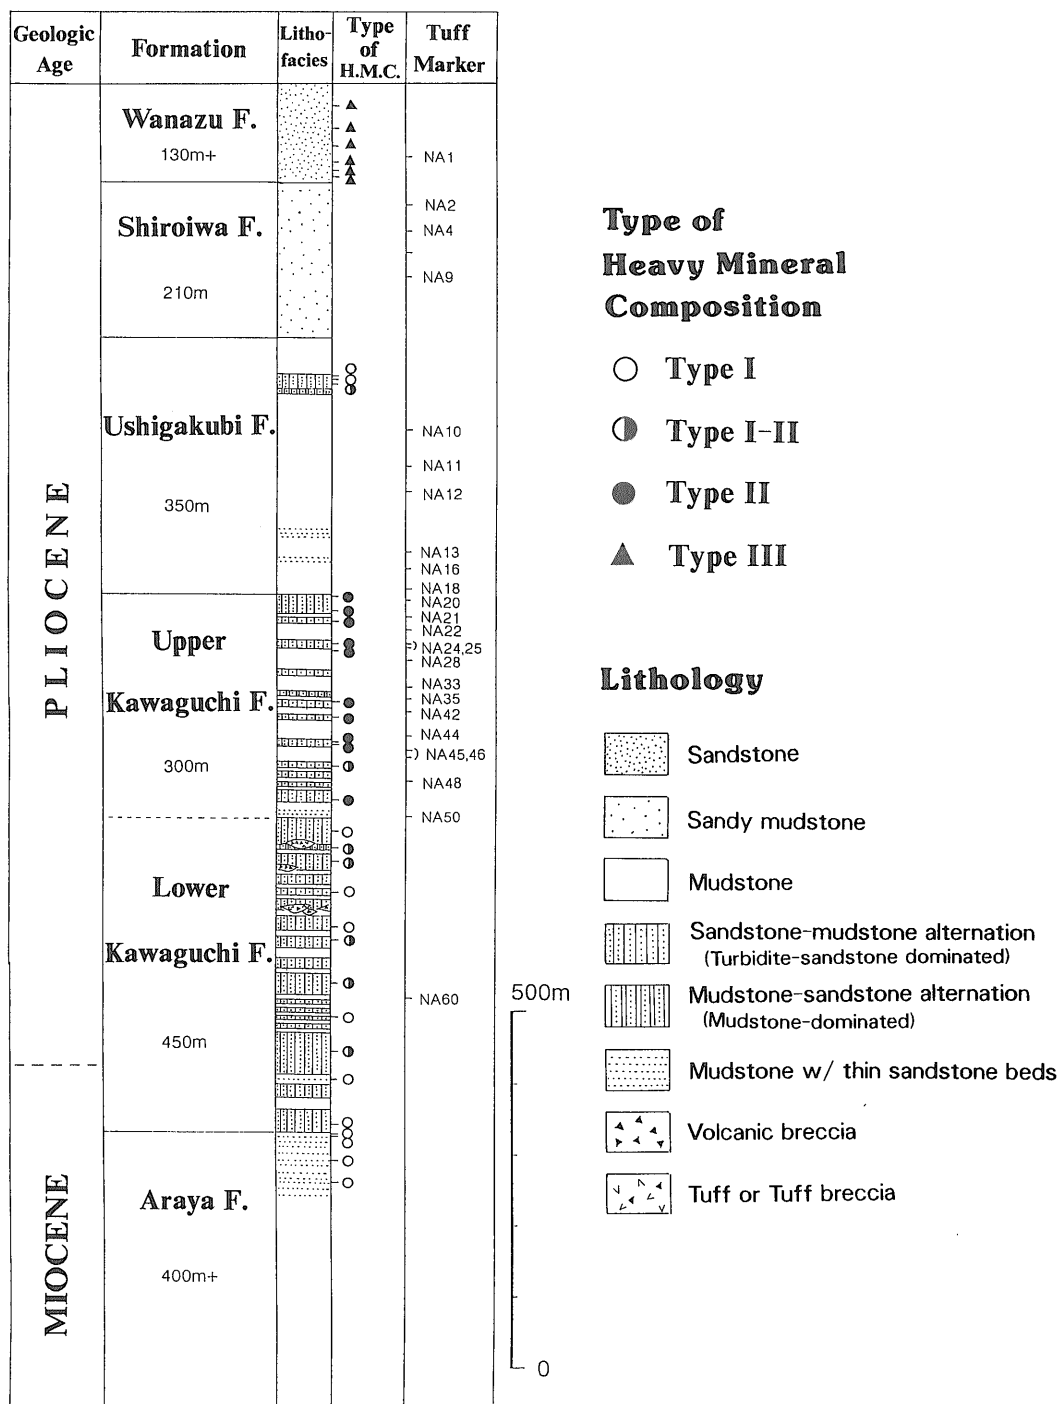 Geologic
Age
Formation
Litho-
facies
Type
of
H.M.C.
Tuff
Marker
PLIOCENE
MIOCENE
Wanazu F.
130m+
Shiroiwa F.
210m
Ushigakubi F.
350m
Upper
Kawaguchi F.
300m
Lower
Kawaguchi F.
450m
Araya F.
400m+
NA1
NA2
NA4
NA9
NA10
NA11
NA12
NA13
NA16
NA18
NA20
NA21
NA22
NA24,25
NA28
NA33
NA35
NA42
NA44
NA45,46
NA48
NA50
NA60
500m
0
Type of
Heavy Mineral
Composition
Type I
Type I-II
Type II
Type III
Lithology
Sandstone
Sandy mudstone
Mudstone
Sandstone-mudstone alternation
(Turbidite-sandstone dominated)
Mudstone-sandstone alternation
(Mudstone-dominated)
Mudstone w/ thin sandstone beds
Volcanic breccia
Tuff or Tuff breccia